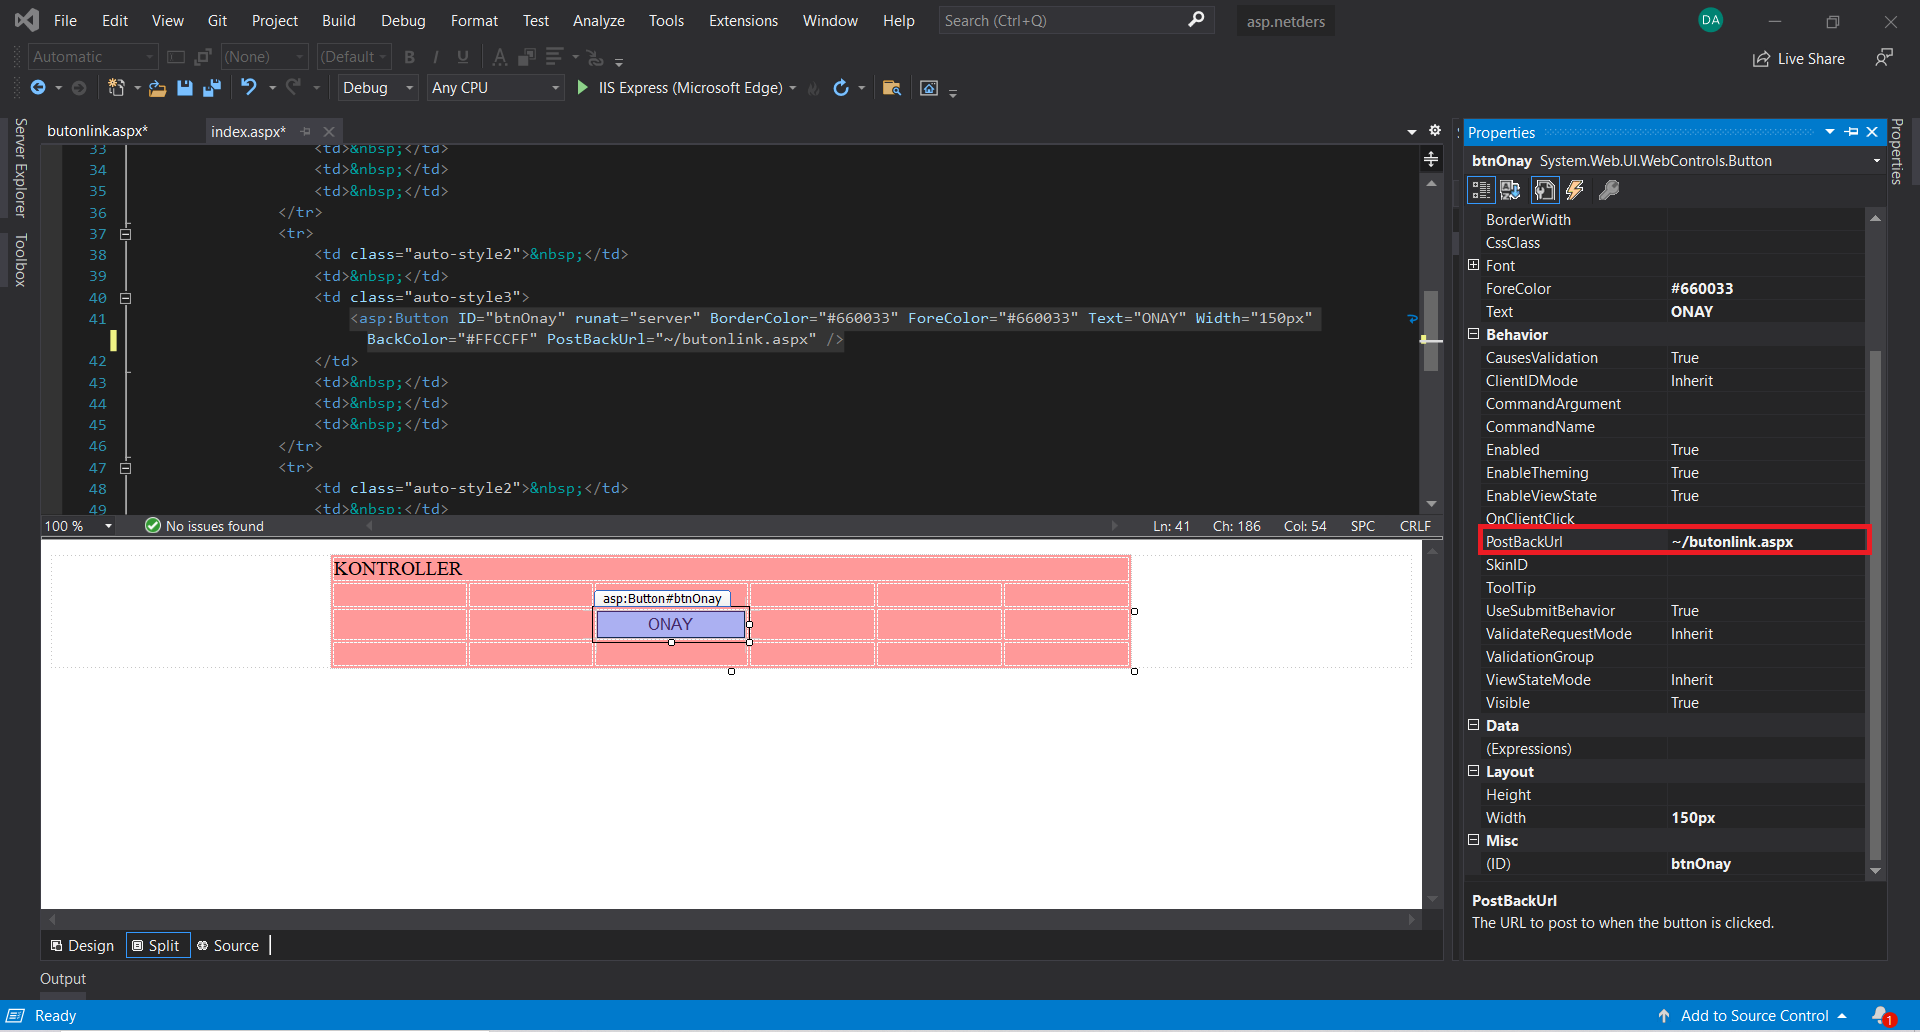 File Edit View Git Project Build Debug Format Test Analyze Tools Extensions Window Help Search (Ctrl+Q) asp.netders DA
Automatic (None) (Default B I U A Live Share
Debug Any CPU IIS Express (Microsoft Edge)
Server Explorer
Toolbox
butonlink.aspx* index.aspx*
33 <td>&nbsp;</td>
34 <td>&nbsp;</td>
35 <td>&nbsp;</td>
36 </tr>
37 <tr>
38 <td class="auto-style2">&nbsp;</td>
39 <td>&nbsp;</td>
40 <td class="auto-style3">
41 <asp:Button ID="btnOnay" runat="server" BorderColor="#660033" ForeColor="#660033" Text="ONAY" Width="150px"
BackColor="#FFCCFF" PostBackUrl="~/butonlink.aspx" />
42 </td>
43 <td>&nbsp;</td>
44 <td>&nbsp;</td>
45 <td>&nbsp;</td>
46 </tr>
47 <tr>
48 <td class="auto-style2">&nbsp;</td>
49 <td>&nbsp;</td>
100 % No issues found Ln: 41 Ch: 186 Col: 54 SPC CRLF
KONTROLLER
asp:Button#btnOnay
ONAY
Design Split Source
Output
Properties
Properties
btnOnay System.Web.UI.WebControls.Button
BorderWidth
CssClass
Font
ForeColor #660033
Text ONAY
Behavior
CausesValidation True
ClientIDMode Inherit
CommandArgument
CommandName
Enabled True
EnableTheming True
EnableViewState True
OnClientClick
PostBackUrl ~/butonlink.aspx
SkinID
ToolTip
UseSubmitBehavior True
ValidateRequestMode Inherit
ValidationGroup
ViewStateMode Inherit
Visible True
Data
(Expressions)
Layout
Height
Width 150px
Misc
(ID) btnOnay
PostBackUrl
The URL to post to when the button is clicked.
Ready Add to Source Control 1